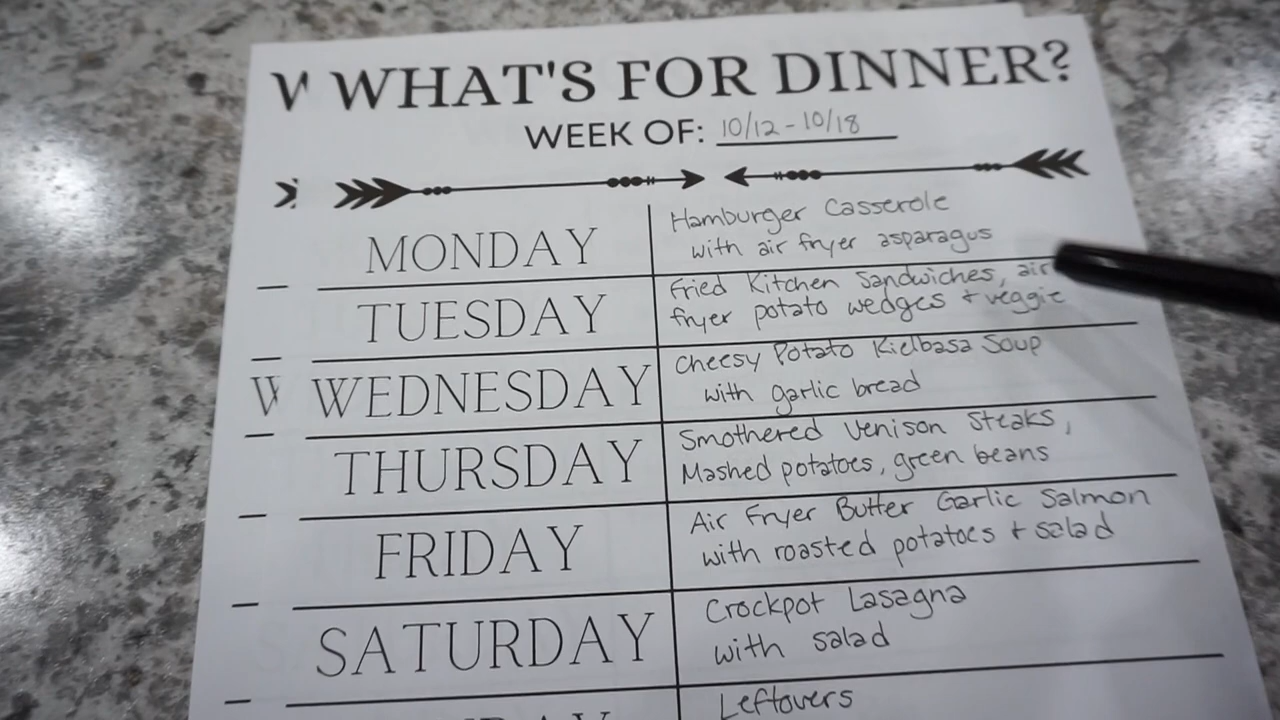 WHAT'S FOR DINNER?
WEEK OF: 10/12-10/18
MONDAY
Hamburger Casserole
with air fryer asparagus
TUESDAY
Fried Kitchen Sandwiches, air
fryer potato wedges + veggie
WEDNESDAY
Cheesy Potato Kielbasa Soup
with garlic bread
THURSDAY
Smothered Venison Steaks,
Mashed potatoes, green beans
FRIDAY
Air Fryer Butter Garlic Salmon
with roasted potatoes + salad
SATURDAY
Crockpot Lasagna
with salad
Leftovers